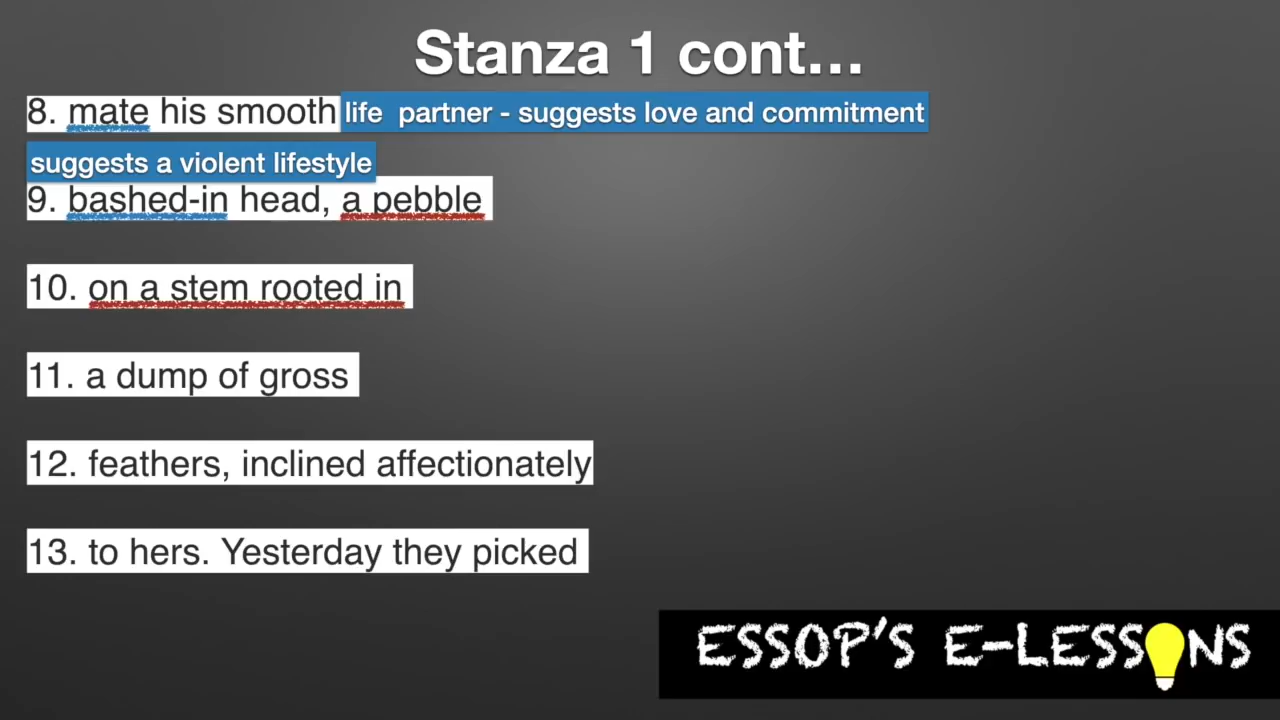 Stanza 1 cont...
8. mate his smooth life partner - suggests love and commitment
suggests a violent lifestyle
9. bashed-in head, a pebble
10. on a stem rooted in
11. a dump of gross
12. feathers, inclined affectionately
13. to hers. Yesterday they picked
ESSOP'S E-LESSONS